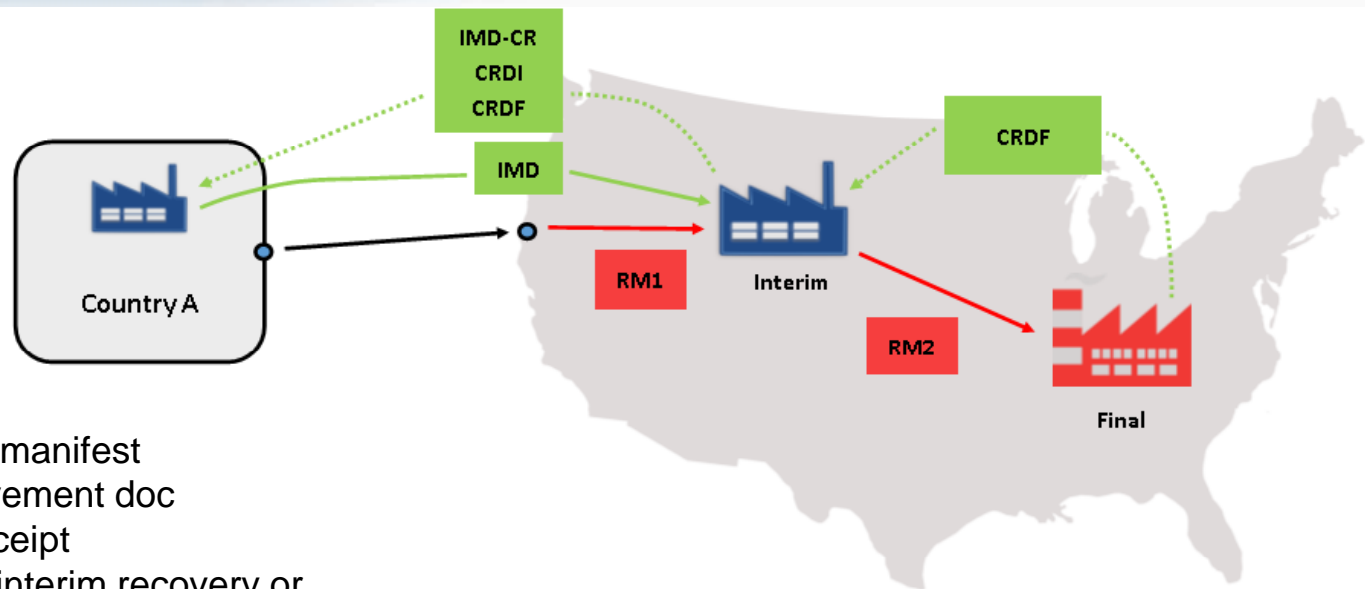 IMD-CR
CRDI
CRDF
CRDF
IMD
Country A
RM1
Interim
RM2
Final
manifest
ement doc
ceipt
interim recovery or